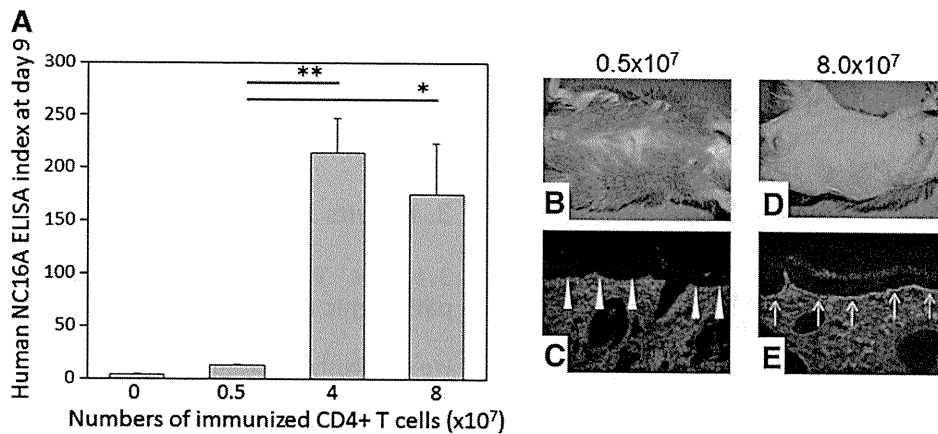 A
Human NC16A ELISA index at day 9
300
250
200
150
100
50
0
**
*
0 0.5 4 8
Numbers of immunized CD4+ T cells (x10⁷)
0.5x10⁷
8.0x10⁷
B
D
C
E